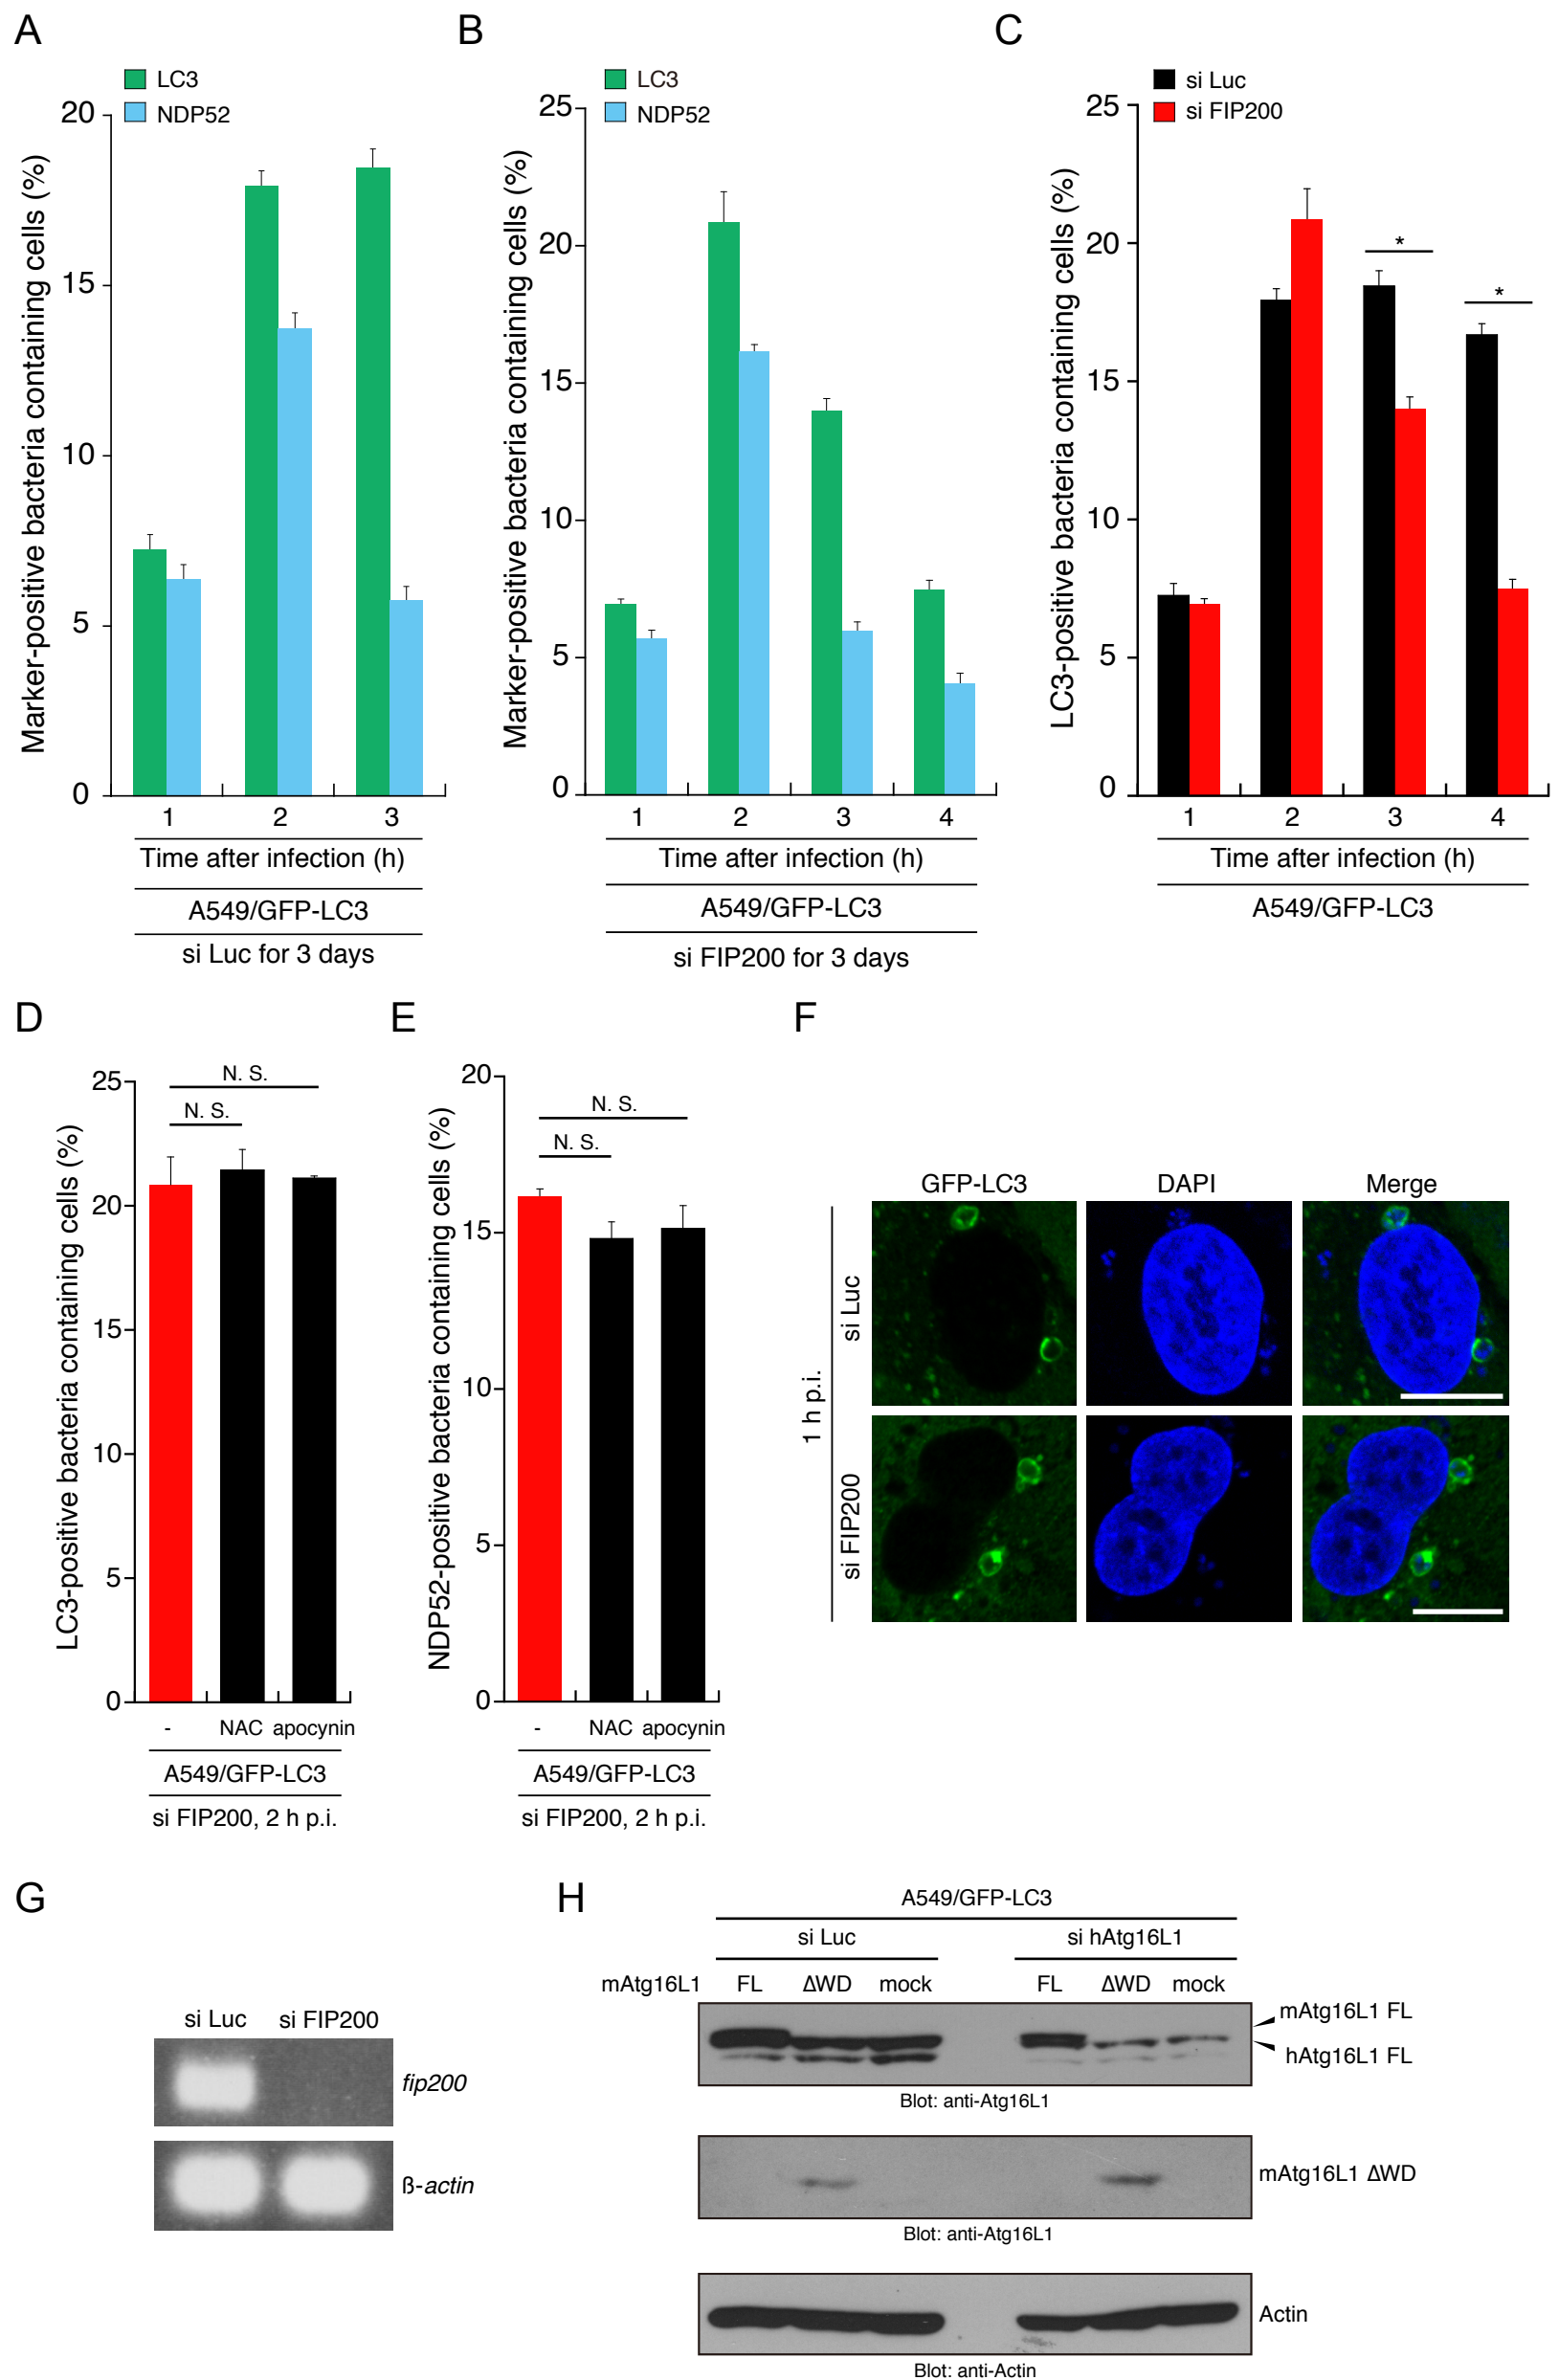 A
LC3
NDP52
Marker-positive bacteria containing cells (%)
20
15
10
5
0
1 2 3
Time after infection (h)
A549/GFP-LC3
si Luc for 3 days
B
LC3
NDP52
Marker-positive bacteria containing cells (%)
25
20
15
10
5
0
1 2 3 4
Time after infection (h)
A549/GFP-LC3
si FIP200 for 3 days
C
si Luc
si FIP200
LC3-positive bacteria containing cells (%)
25
20
15
10
5
0
*
*
1 2 3 4
Time after infection (h)
A549/GFP-LC3
D
LC3-positive bacteria containing cells (%)
25
20
15
10
5
0
N. S.
N. S.
- NAC apocynin
A549/GFP-LC3
si FIP200, 2 h p.i.
E
NDP52-positive bacteria containing cells (%)
20
15
10
5
0
N. S.
N. S.
- NAC apocynin
A549/GFP-LC3
si FIP200, 2 h p.i.
F
GFP-LC3 DAPI Merge
1 h p.i.
si Luc
si FIP200
G
si Luc si FIP200
fip200
ß-actin
H
A549/GFP-LC3
si Luc si hAtg16L1
mAtg16L1 FL ΔWD mock FL ΔWD mock
mAtg16L1 FL
hAtg16L1 FL
Blot: anti-Atg16L1
mAtg16L1 ΔWD
Blot: anti-Atg16L1
Actin
Blot: anti-Actin